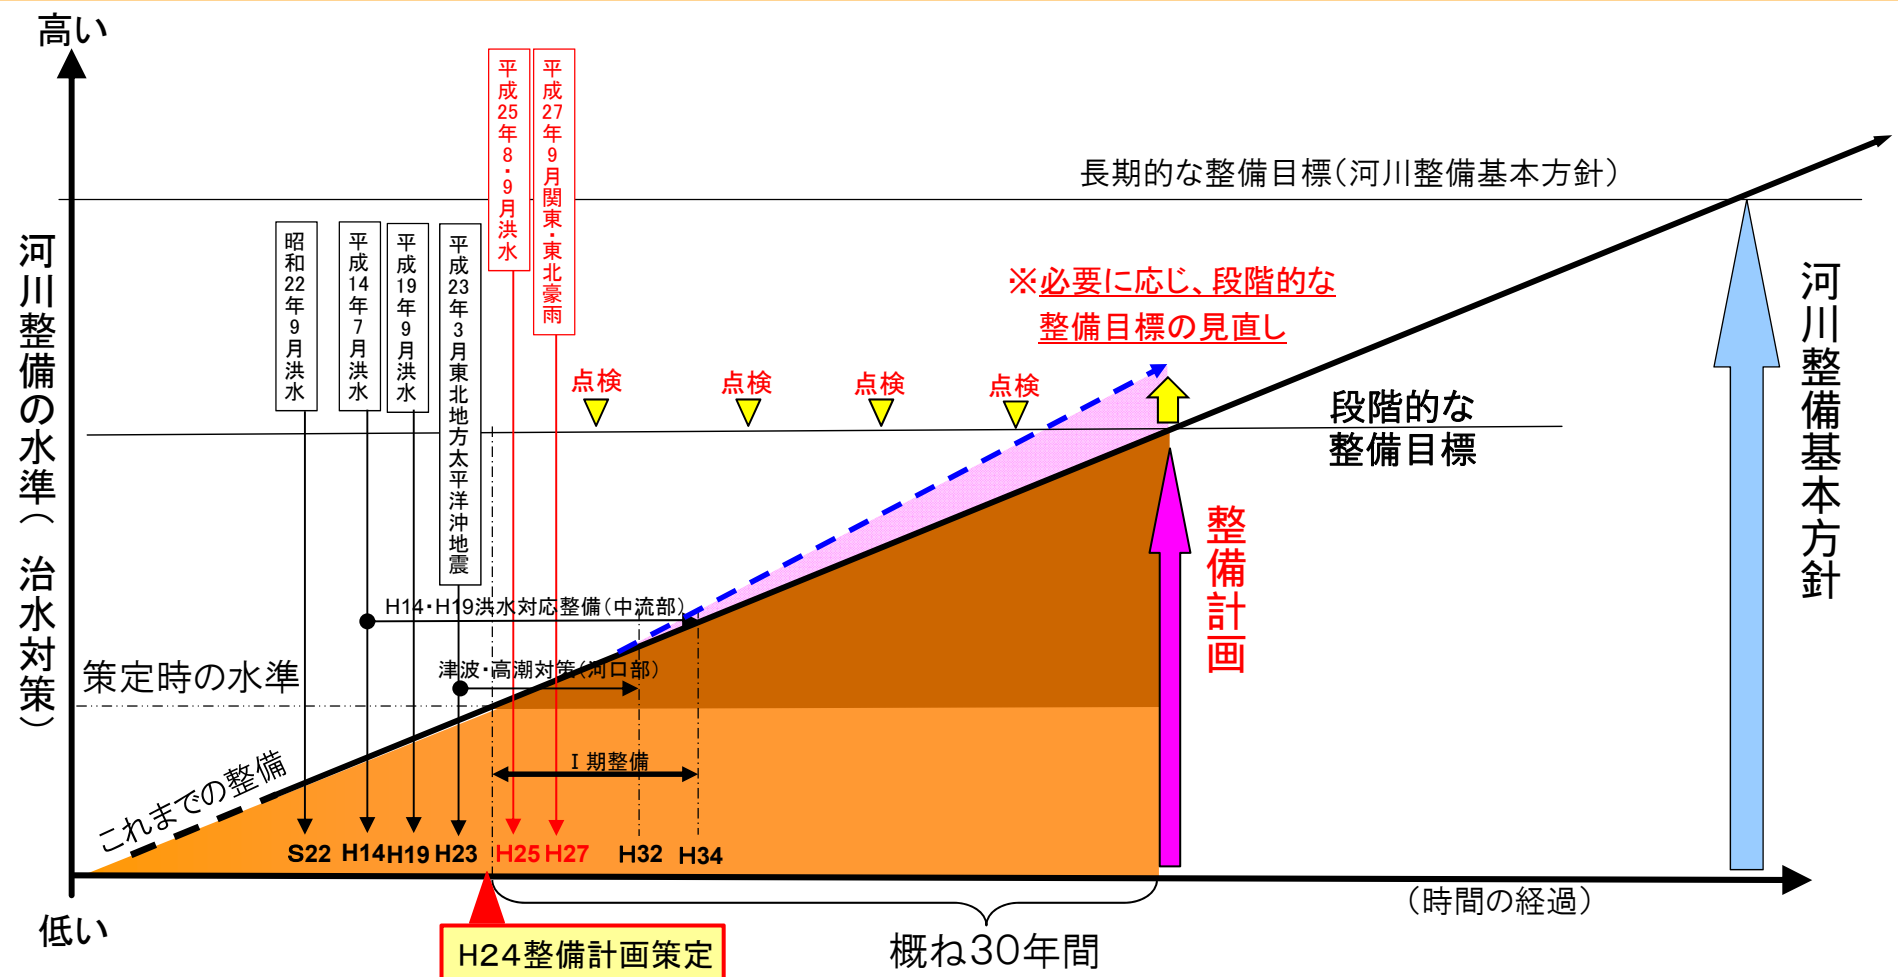 高い
河川整備の水準(治水対策)
低い
昭和22年9月洪水
平成14年7月洪水
平成19年9月洪水
平成23年3月東北地方太平洋沖地震
平成25年8・9月洪水
平成27年9月関東・東北豪雨
長期的な整備目標(河川整備基本方針)
※必要に応じ、段階的な
整備目標の見直し
点検
点検
点検
点検
段階的な
整備目標
河川整備基本方針
整備計画
H14・H19洪水対応整備(中流部)
津波・高潮対策(河口部)
策定時の水準
これまでの整備
Ⅰ期整備
S22
H14
H19
H23
H25
H27
H32
H34
(時間の経過)
H24整備計画策定
概ね30年間